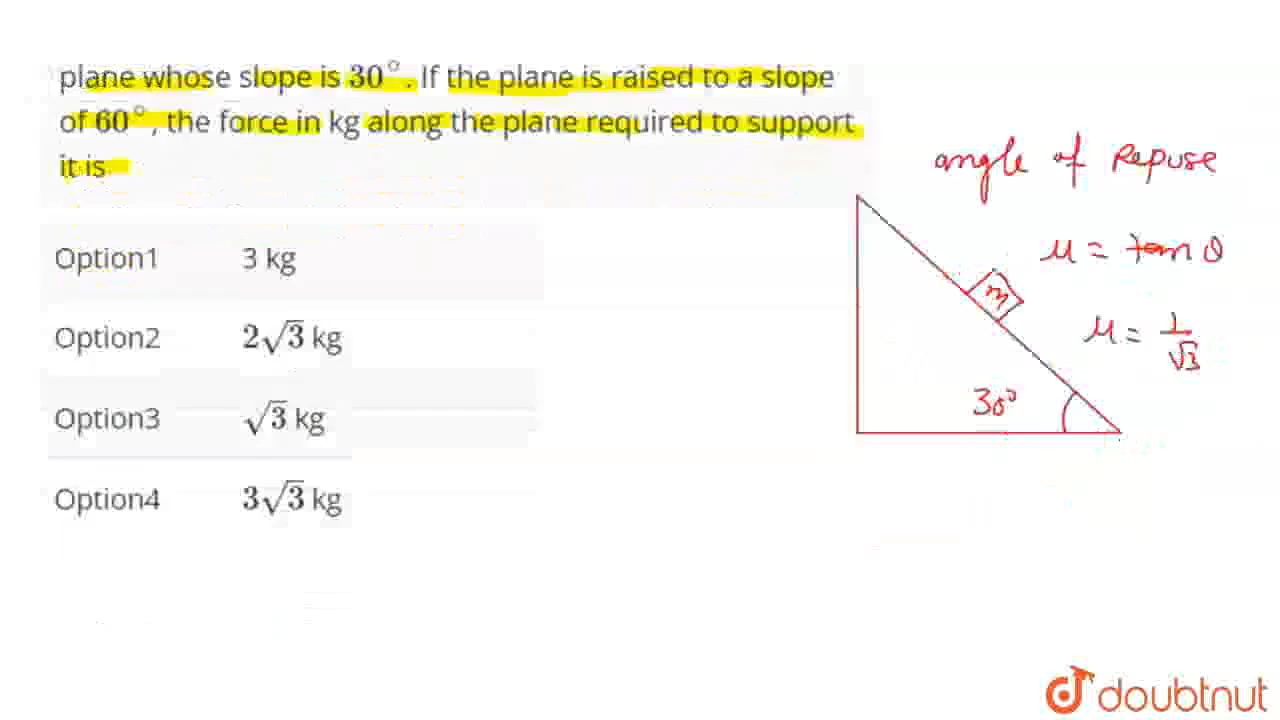 plane whose slope is 30°. If the plane is raised to a slope
of 60°, the force in kg along the plane required to support
it is
angle of Repuse
μ = tan θ
Option1 3 kg
m
Option2 2√3 kg
μ = 1/√3
30°
Option3 √3 kg
Option4 3√3 kg
doubtnut